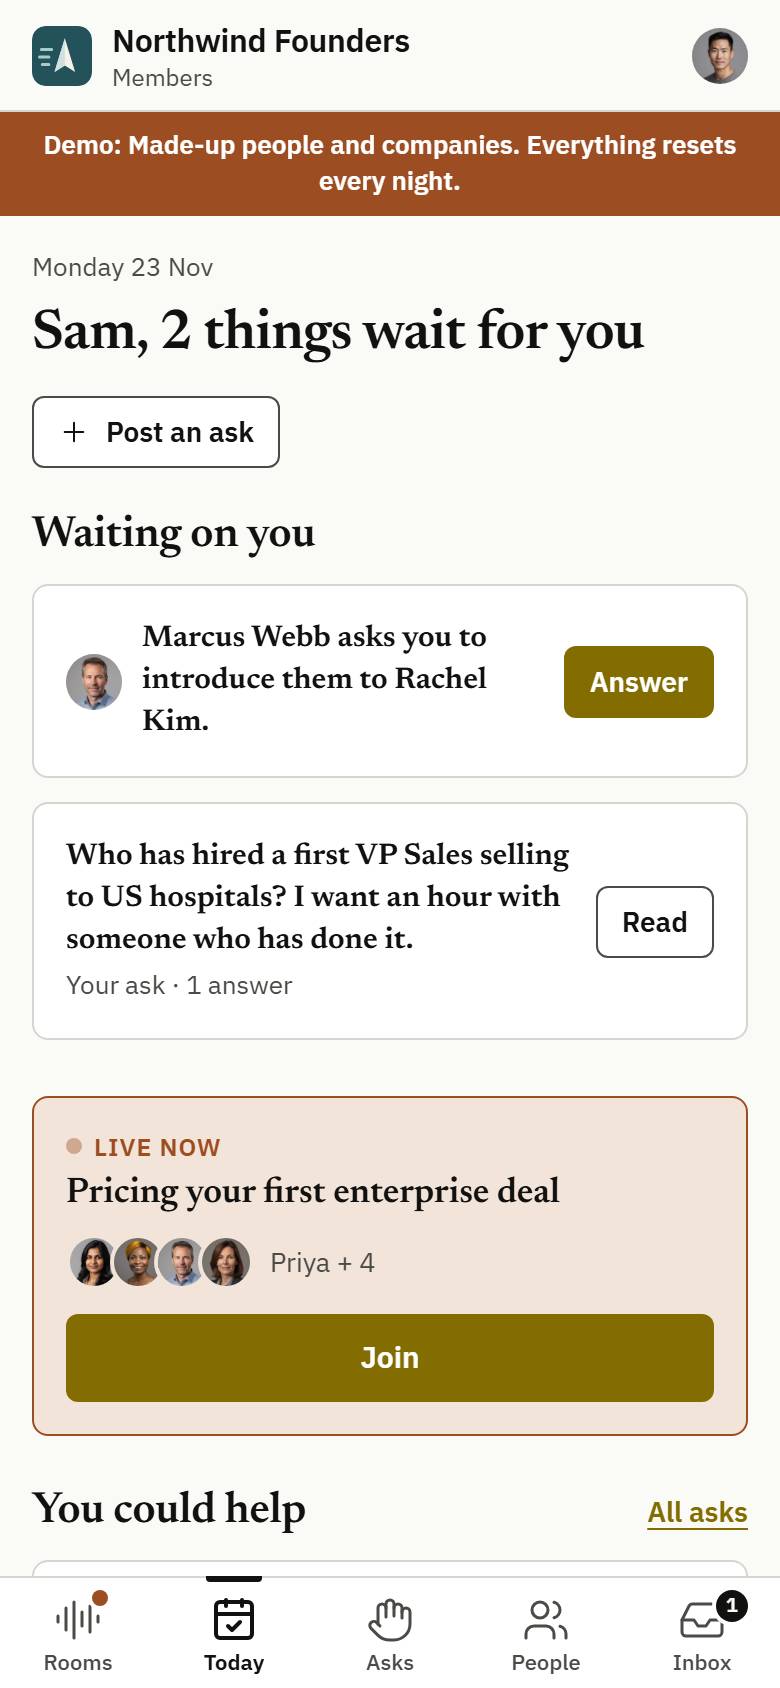 Northwind Founders
Members
Demo: Made-up people and companies. Everything resets
every night.
Monday 23 Nov
Sam, 2 things wait for you
Post an ask
Waiting on you
Marcus Webb asks you to
introduce them to Rachel
Kim.
Answer
Who has hired a first VP Sales selling
to US hospitals? I want an hour with
someone who has done it.
Your ask · 1 answer
Read
LIVE NOW
Pricing your first enterprise deal
Priya + 4
Join
You could help
All asks
Rooms
Today
Asks
People
1
Inbox